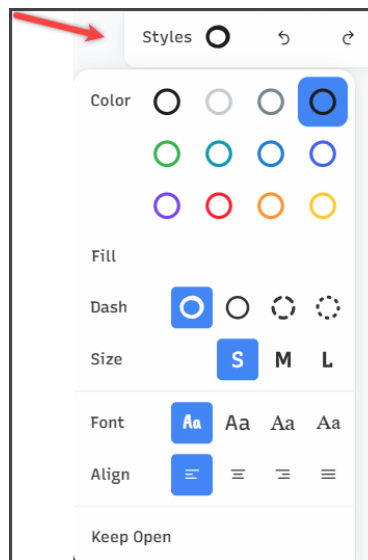 Styles
Color
Fill
Dash
Size S M L
Font Aa Aa Aa Aa
Align
Keep Open